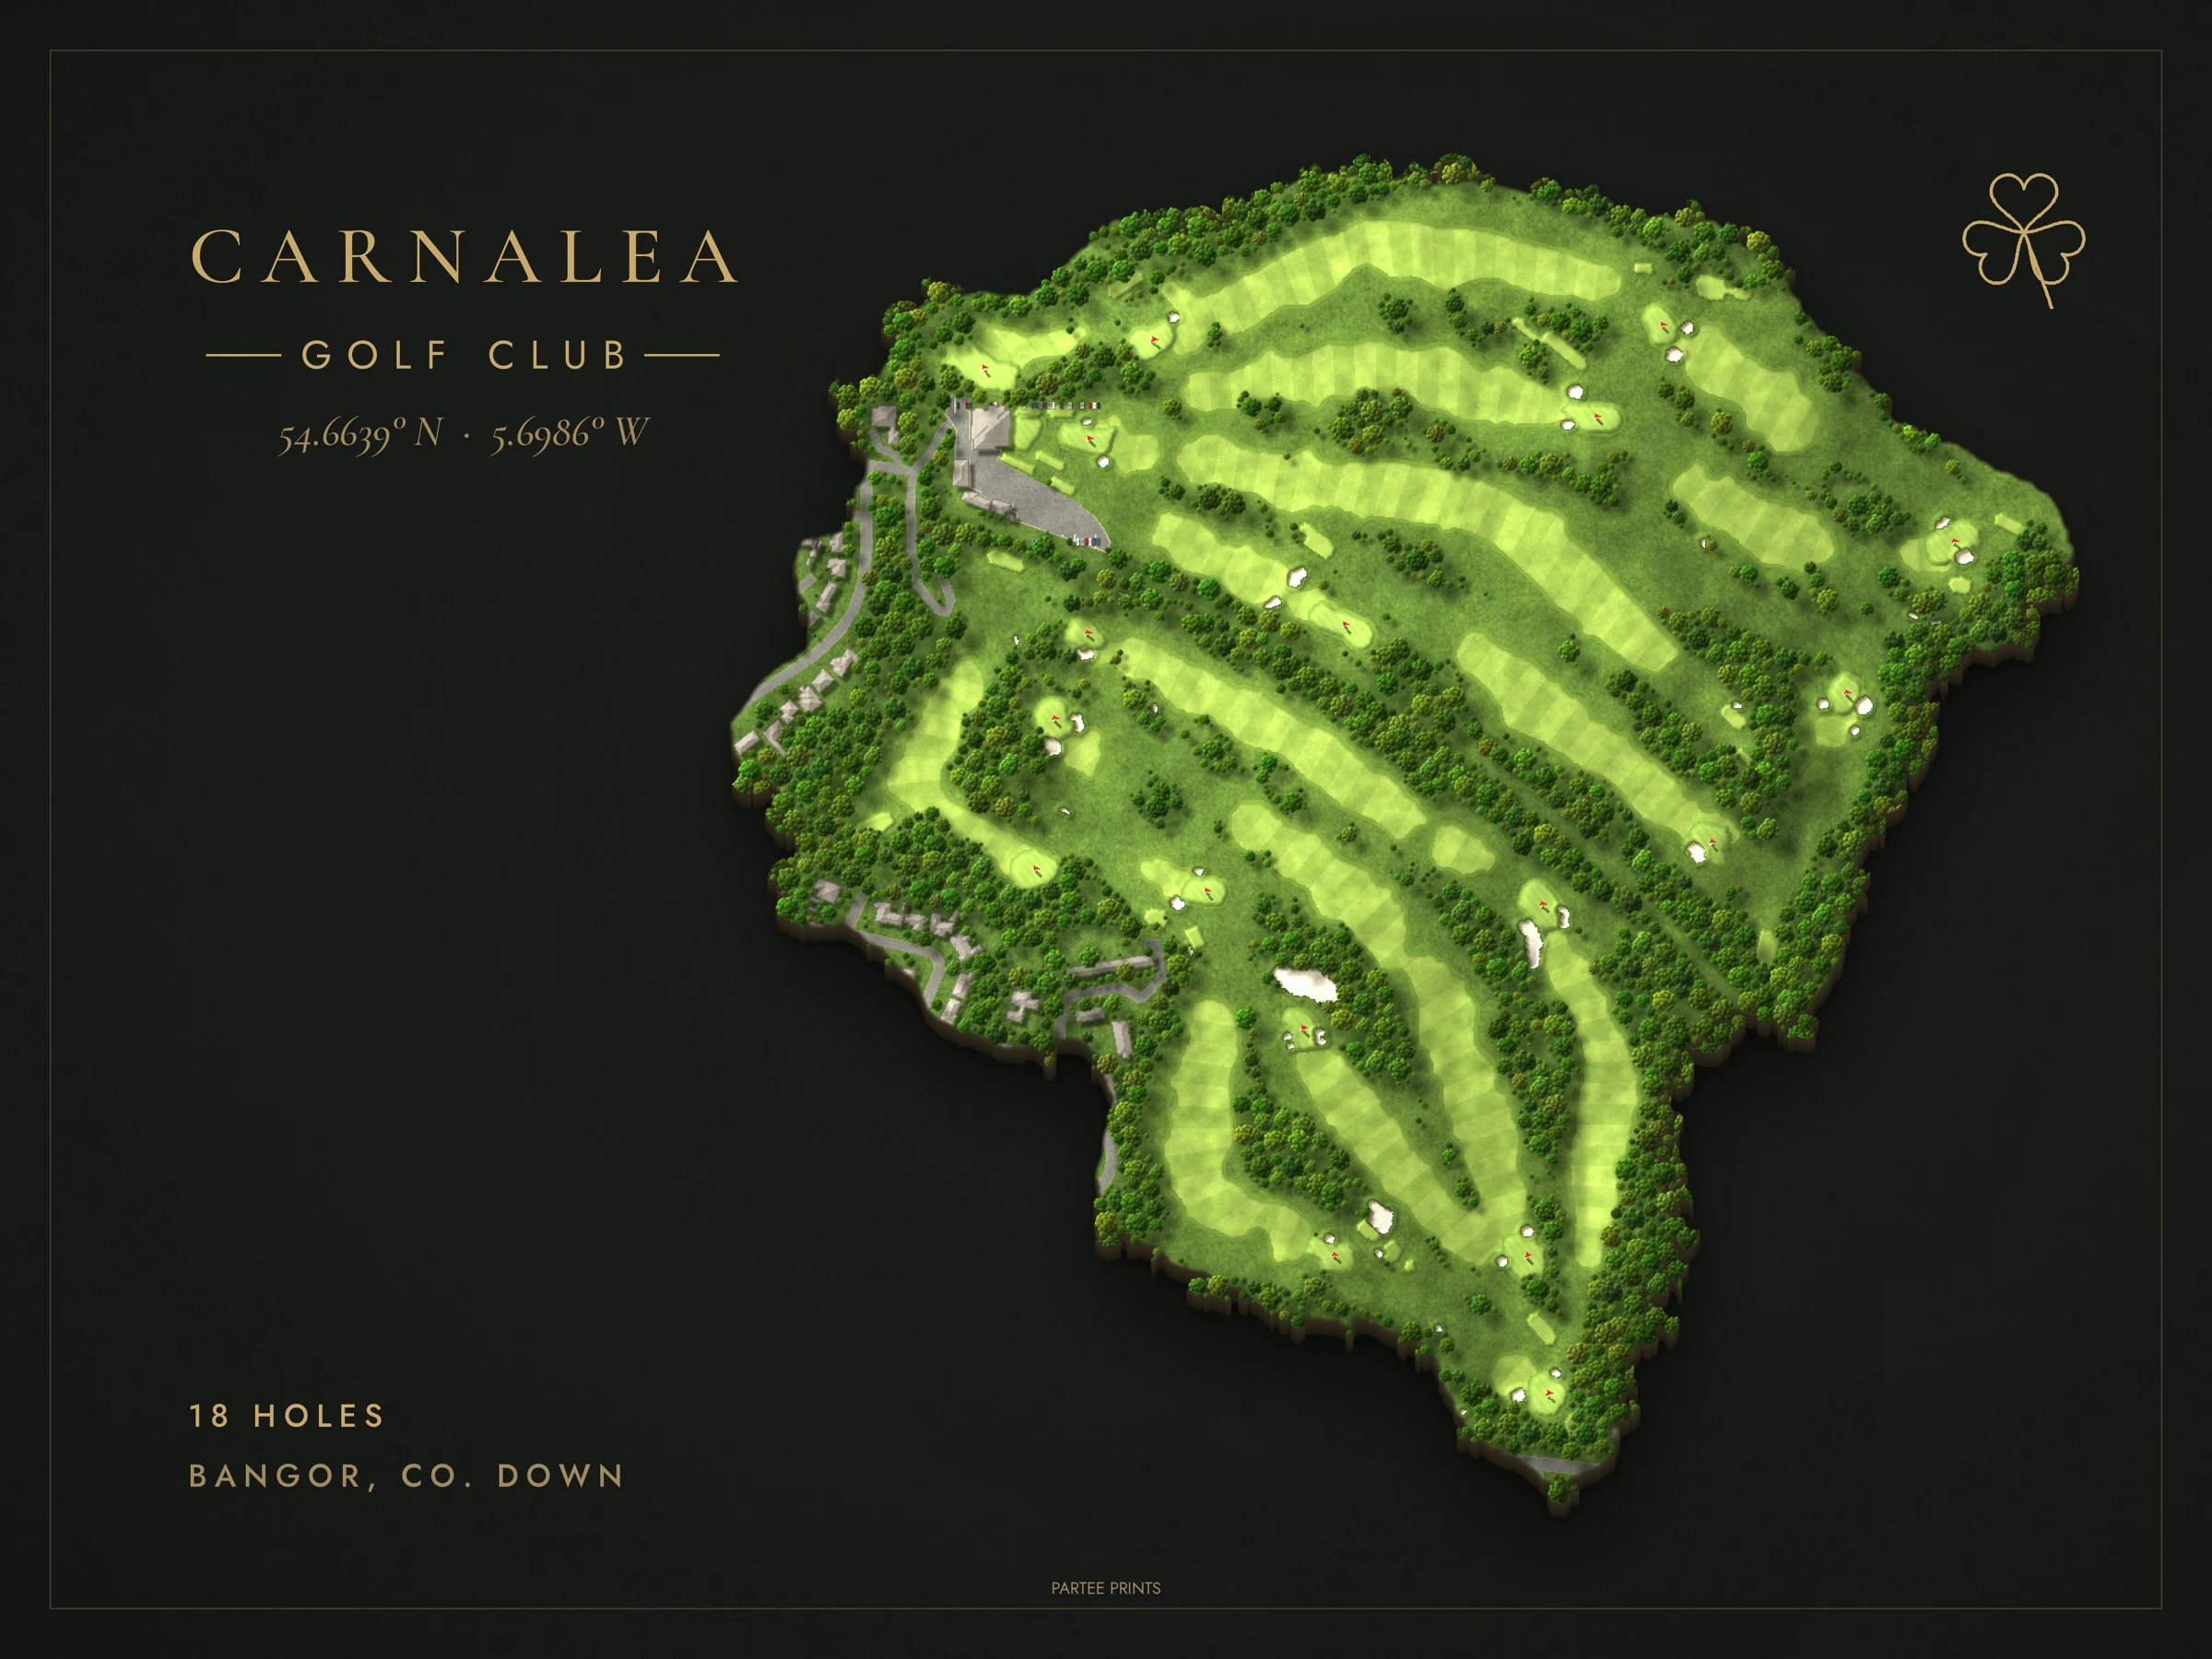 CARNALEA
GOLF CLUB
54.6639° N · 5.6986° W
18 HOLES
BANGOR, CO. DOWN
PARTEE PRINTS